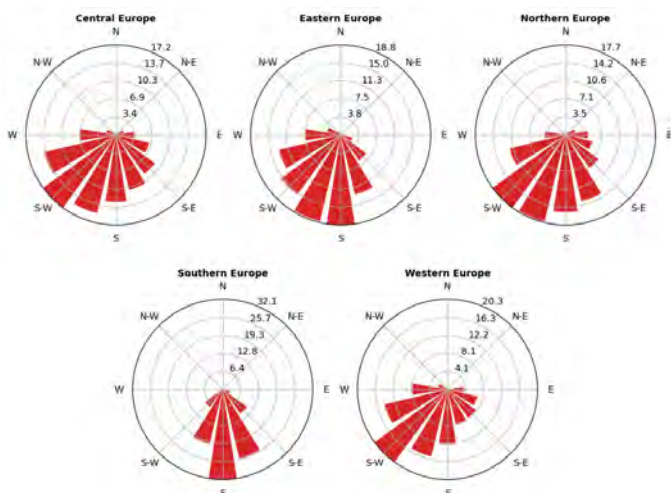 Central Europe
N
17.2
N-W
13.7
N-E
10.3
6.9
3.4
W
E
S-W
S-E
S
Eastern Europe
N
18.8
N-W
15.0
N-E
11.3
7.5
3.8
W
E
S-W
S-E
S
Northern Europe
N
17.7
N-W
14.2
N-E
10.6
7.1
3.5
W
E
S-W
S-E
S
Southern Europe
N
32.1
N-W
25.7
N-E
19.3
12.8
6.4
W
E
S-W
S-E
S
Western Europe
N
20.3
N-W
16.3
N-E
12.2
8.1
4.1
W
E
S-W
S-E
S